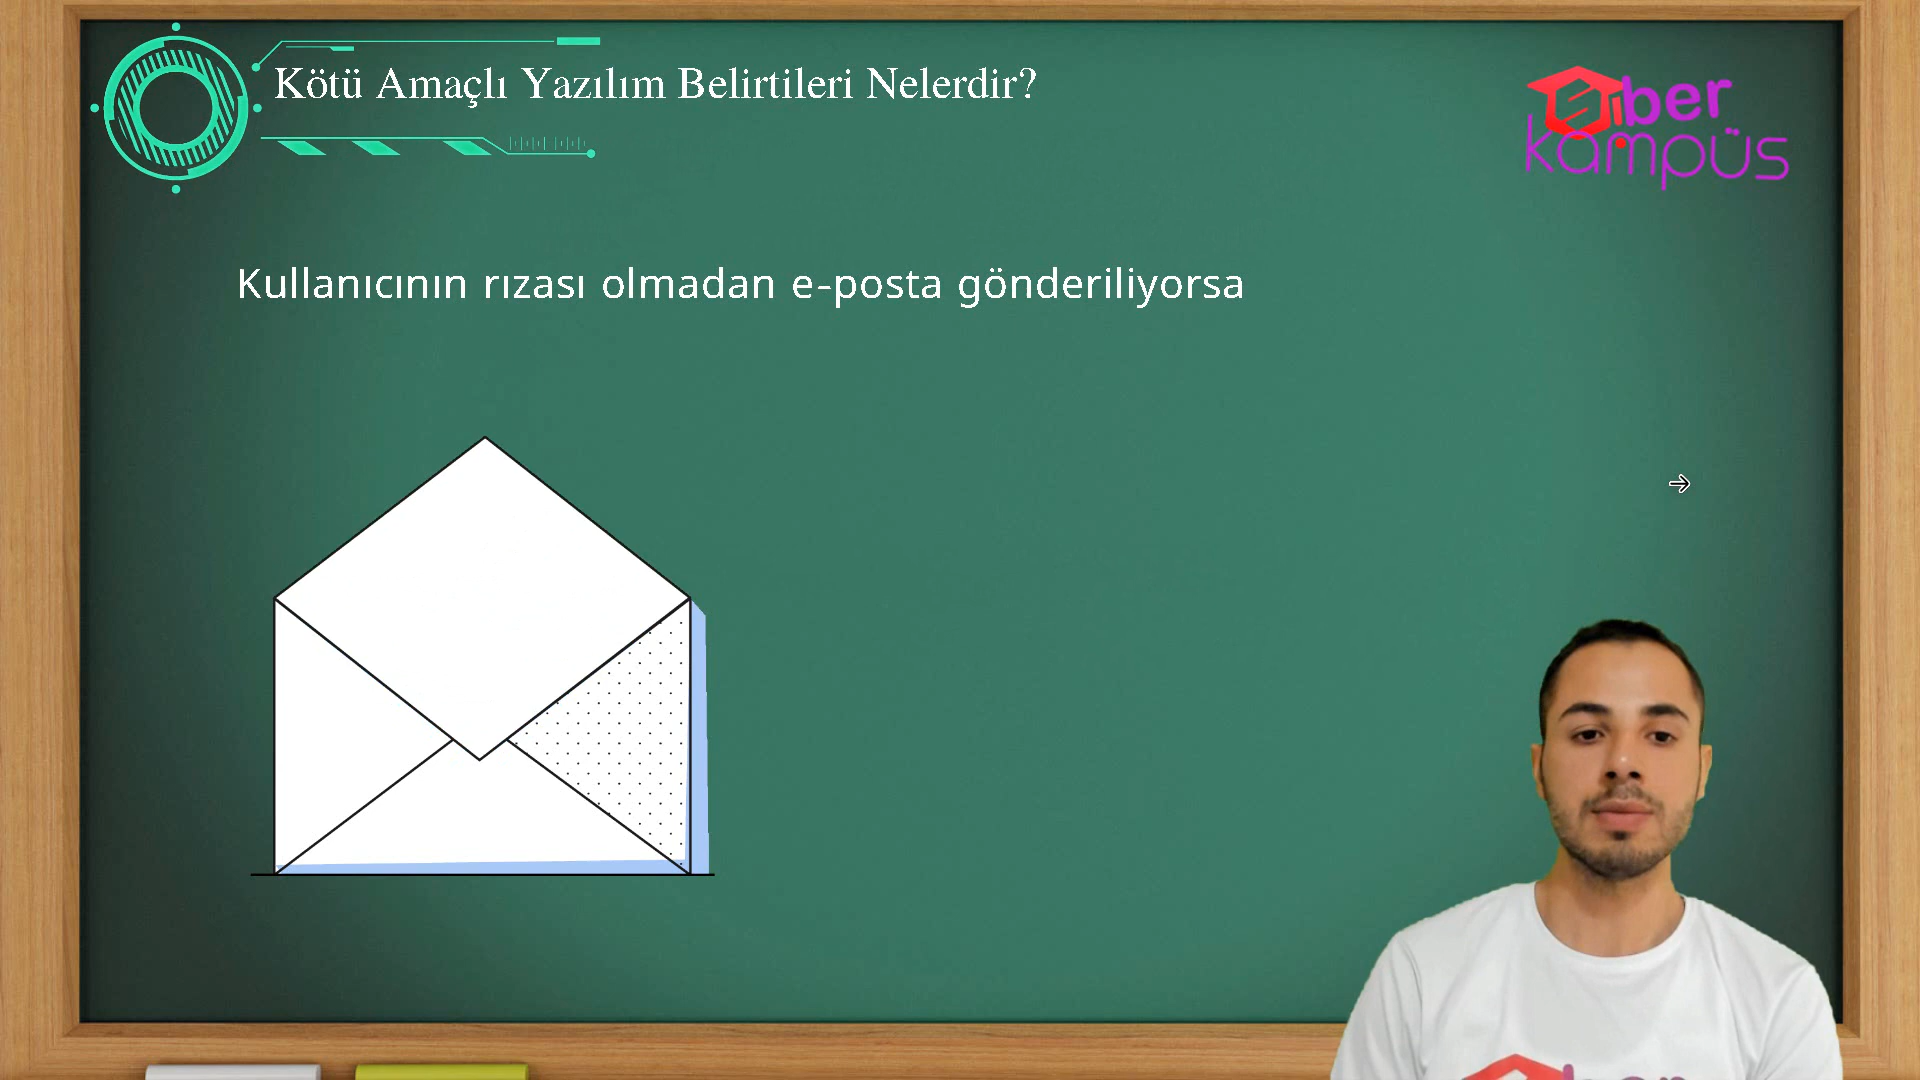 Kötü Amaçlı Yazılım Belirtileri Nelerdir?
Siber
kampüs
Kullanıcının rızası olmadan e-posta gönderiliyorsa